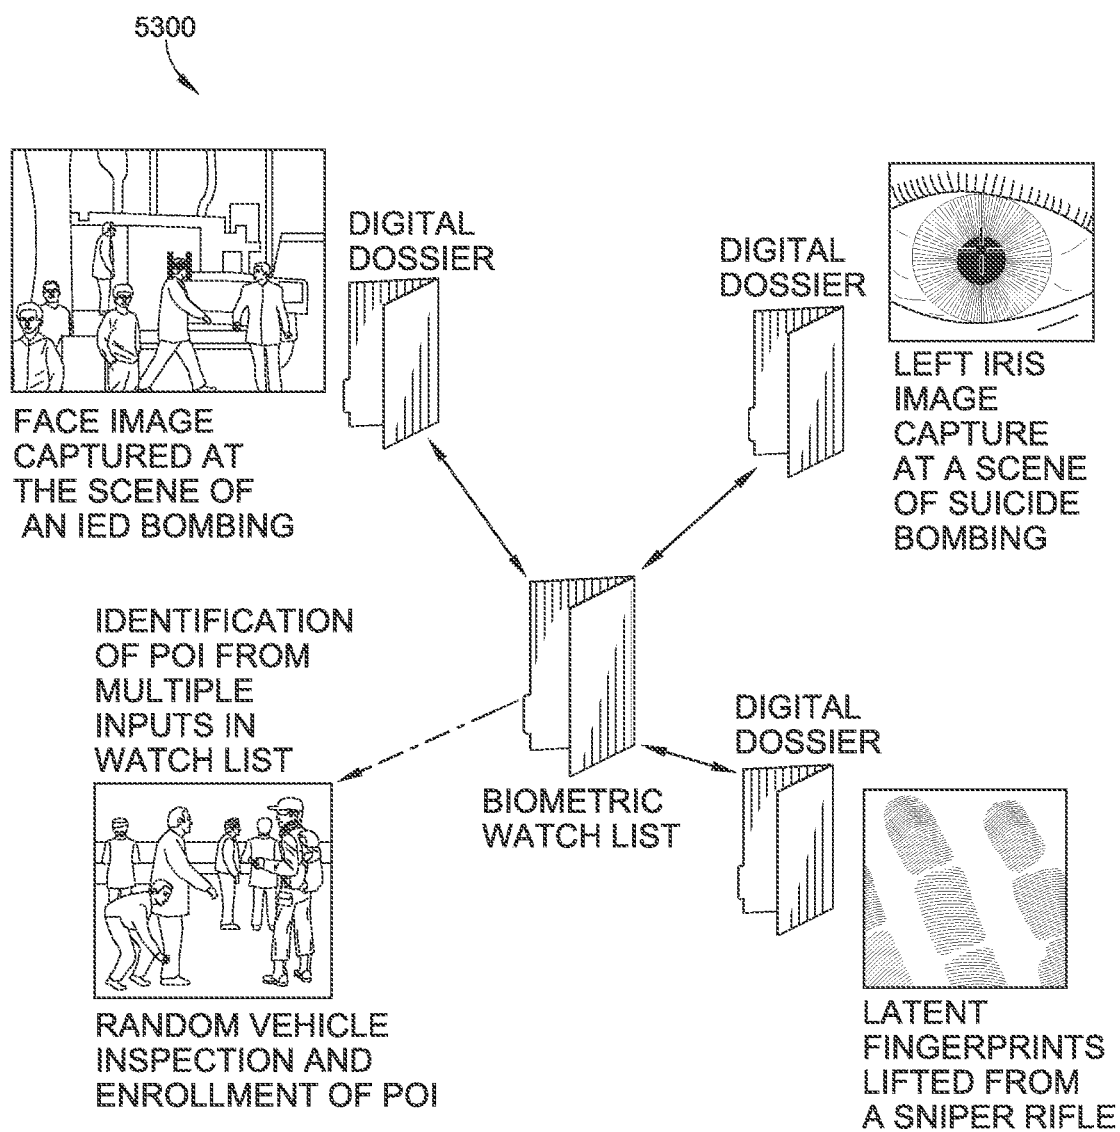 5300
DIGITAL
DOSSIER
FACE IMAGE
CAPTURED AT
THE SCENE OF
AN IED BOMBING
DIGITAL
DOSSIER
LEFT IRIS
IMAGE
CAPTURE
AT A SCENE
OF SUICIDE
BOMBING
IDENTIFICATION
OF POI FROM
MULTIPLE
INPUTS IN
WATCH LIST
BIOMETRIC
WATCH LIST
DIGITAL
DOSSIER
RANDOM VEHICLE
INSPECTION AND
ENROLLMENT OF POI
LATENT
FINGERPRINTS
LIFTED FROM
A SNIPER RIFLE